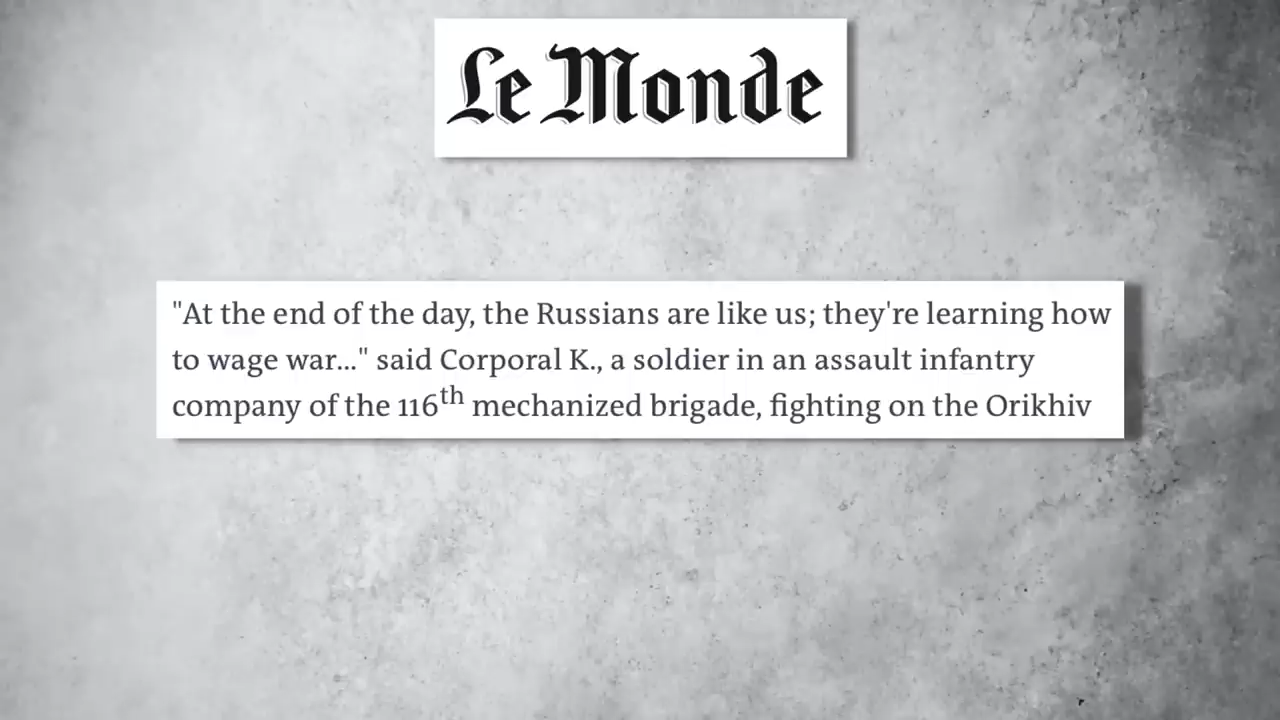 Le Monde
"At the end of the day, the Russians are like us; they're learning how
to wage war..." said Corporal K., a soldier in an assault infantry
company of the 116th mechanized brigade, fighting on the Orikhiv